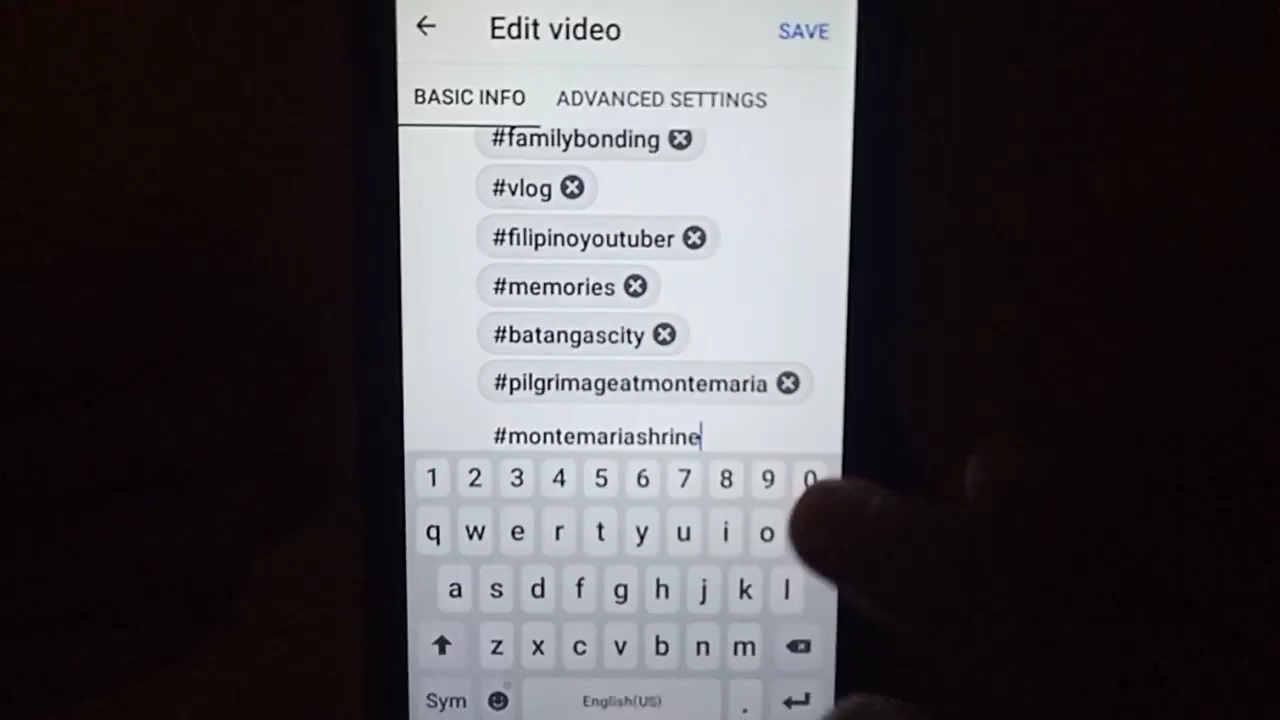 Edit video SAVE
BASIC INFO ADVANCED SETTINGS
#familybonding
#vlog
#filipinoyoutuber
#memories
#batangascity
#pilgrimageatmontemaria
#montemariashrine
1 2 3 4 5 6 7 8 9 0
q w e r t y u i o
a s d f g h j k l
z x c v b n m
Sym English(US) .